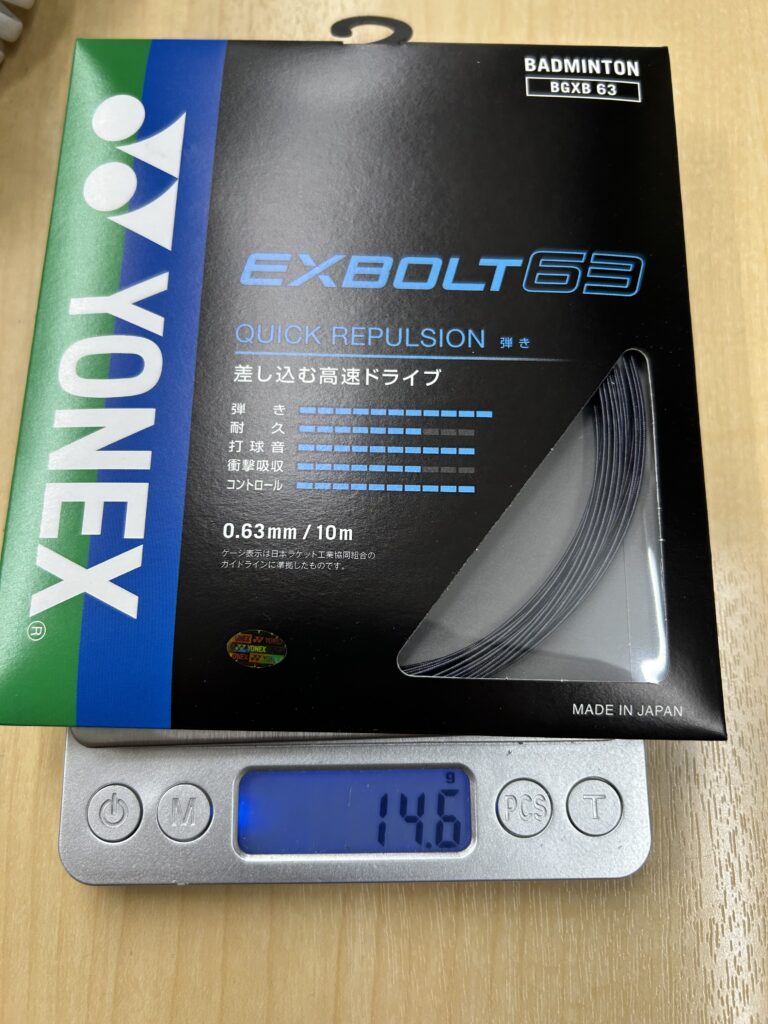 BADMINTON
BGXB 63
YONEX
®
EXBOLT63
QUICK REPULSION 弾き
差し込む高速ドライブ
弾 き
耐 久
打球音
衝撃吸収
コントロール
0.63mm / 10m
ゲージ表示は日本ラケット工業協同組合の
ガイドラインに準拠したものです。
YONEX
MADE IN JAPAN
g
14.6
M
PCS
T